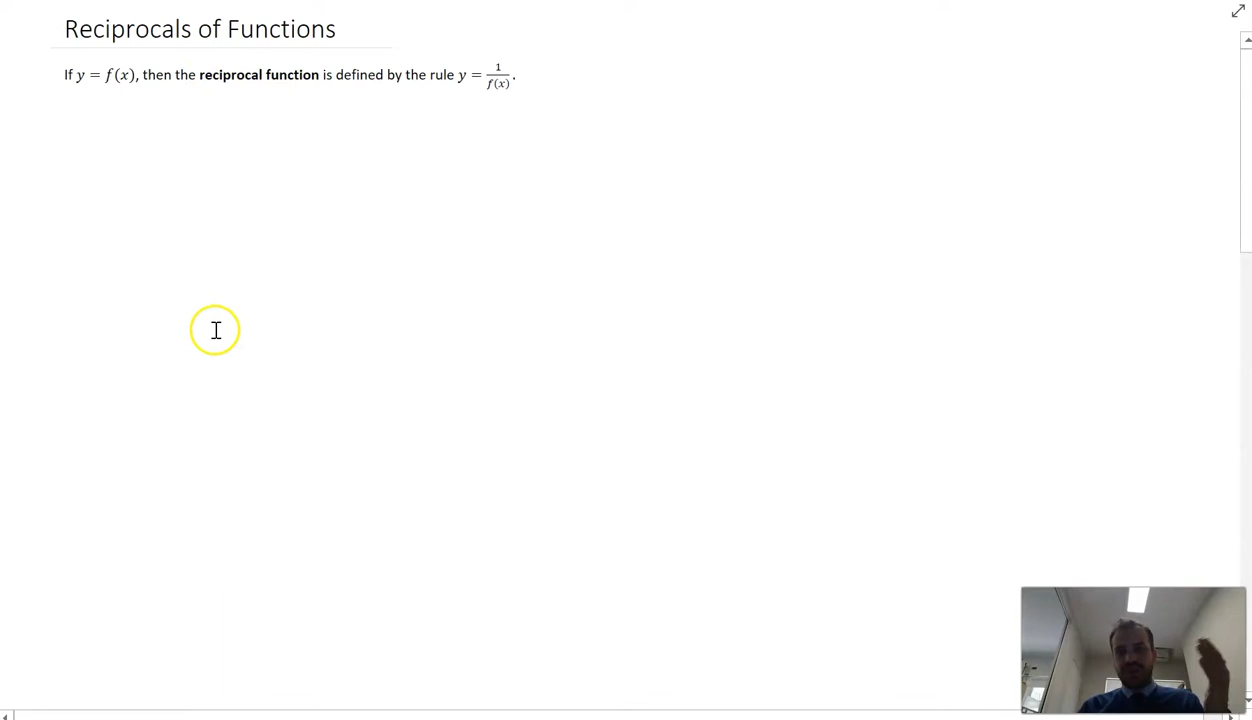 Reciprocals of Functions
If y = f(x), then the reciprocal function is defined by the rule y = 1/f(x).